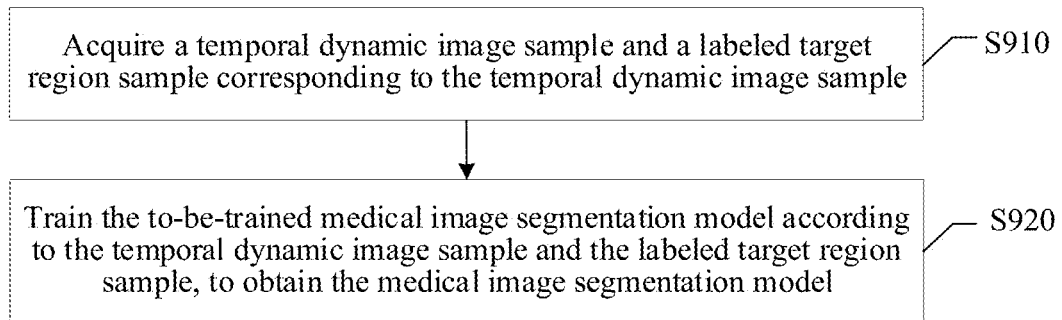 Acquire a temporal dynamic image sample and a labeled target
region sample corresponding to the temporal dynamic image sample
S910
Train the to-be-trained medical image segmentation model according
to the temporal dynamic image sample and the labeled target region
sample, to obtain the medical image segmentation model
S920